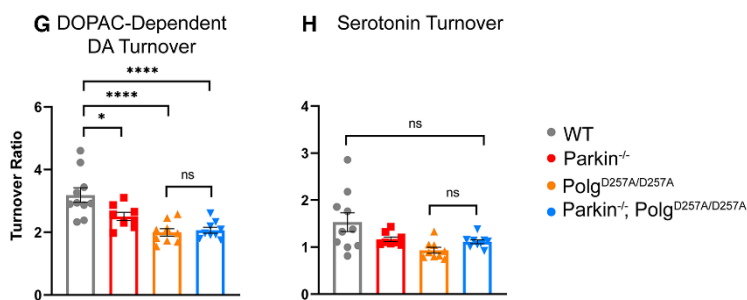 G DOPAC-Dependent
DA Turnover
****
****
*
ns
Turnover Ratio
6
4
2
0
H Serotonin Turnover
ns
ns
4
3
2
1
0
WT
Parkin-/-
PolgD257A/D257A
Parkin-/-; PolgD257A/D257A